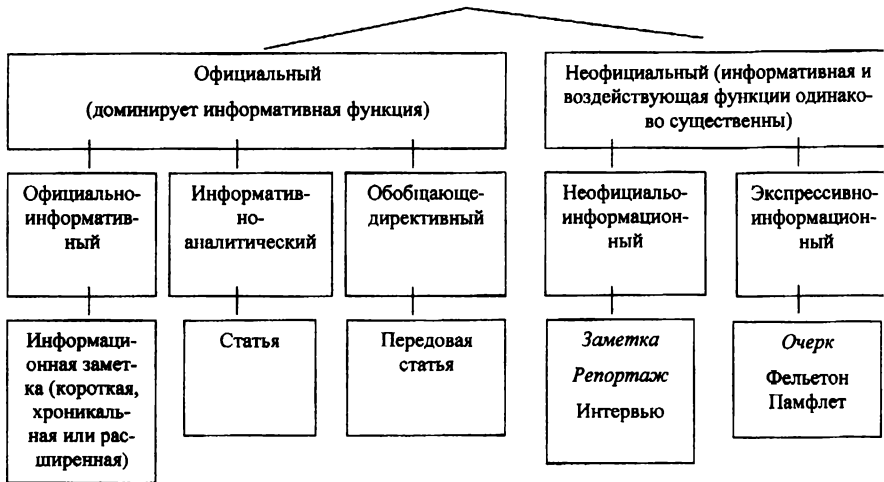 Официальный
(доминирует информативная функция)
Неофициальный (информативная и
воздействующая функции одинако-
во существенны)
Официально-
информатив-
ный
Информатив-
но-
аналитический
Обобщающе-
директивный
Неофициальо-
информацион-
ный
Экспрессивно-
информацион-
ный
Информаци-
онная замет-
ка (короткая,
хроникаль-
ная или рас-
ширенная)
Статья
Передовая
статья
Заметка
Репортаж
Интервью
Очерк
Фельетон
Памфлет